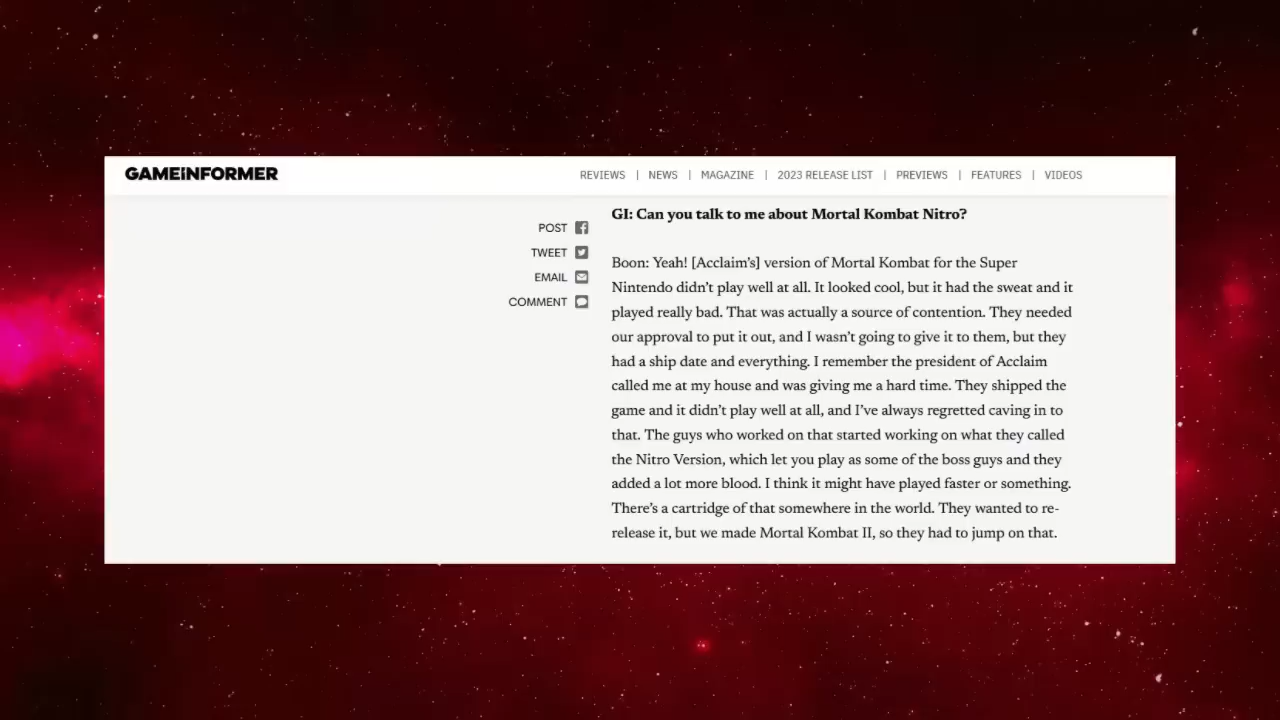 GAMEINFORMER
REVIEWS | NEWS | MAGAZINE | 2023 RELEASE LIST | PREVIEWS | FEATURES | VIDEOS
POST
TWEET
EMAIL
COMMENT
GI: Can you talk to me about Mortal Kombat Nitro?
Boon: Yeah! [Acclaim's] version of Mortal Kombat for the Super
Nintendo didn't play well at all. It looked cool, but it had the sweat and it
played really bad. That was actually a source of contention. They needed
our approval to put it out, and I wasn't going to give it to them, but they
had a ship date and everything. I remember the president of Acclaim
called me at my house and was giving me a hard time. They shipped the
game and it didn't play well at all, and I've always regretted caving in to
that. The guys who worked on that started working on what they called
the Nitro Version, which let you play as some of the boss guys and they
added a lot more blood. I think it might have played faster or something.
There's a cartridge of that somewhere in the world. They wanted to re-
release it, but we made Mortal Kombat II, so they had to jump on that.